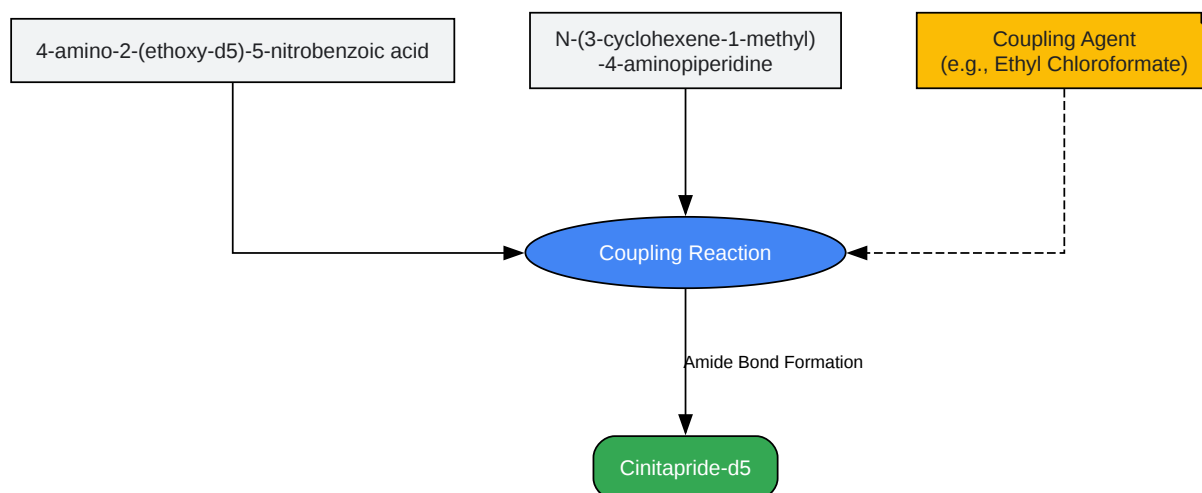 4-amino-2-(ethoxy-d5)-5-nitrobenzoic acid
N-(3-cyclohexene-1-methyl)
-4-aminopiperidine
Coupling Agent
(e.g., Ethyl Chloroformate)
Coupling Reaction
Amide Bond Formation
Cinitapride-d5